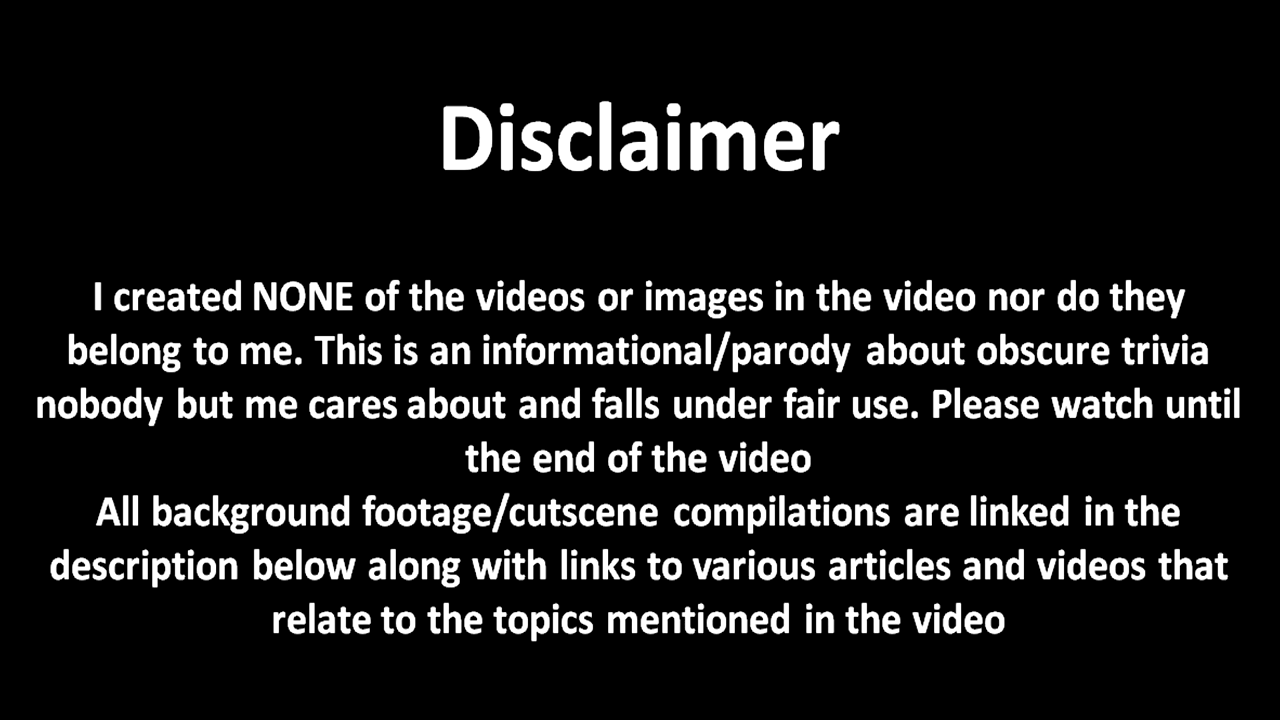 Disclaimer
I created NONE of the videos or images in the video nor do they
belong to me. This is an informational/parody about obscure trivia
nobody but me cares about and falls under fair use. Please watch until
the end of the video
All background footage/cutscene compilations are linked in the
description below along with links to various articles and videos that
relate to the topics mentioned in the video